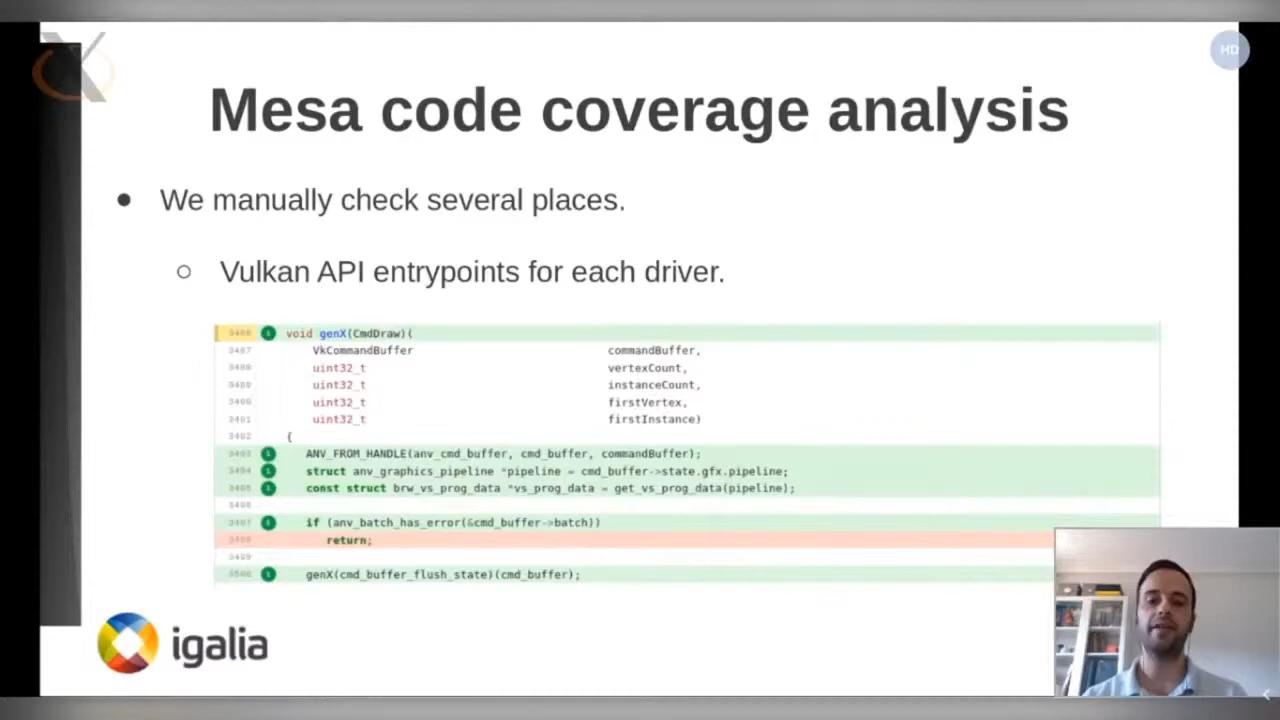 HD
Mesa code coverage analysis
● We manually check several places.
○ Vulkan API entrypoints for each driver.
void genX(CmdDraw)(
VkCommandBuffer commandBuffer,
uint32_t vertexCount,
uint32_t instanceCount,
uint32_t firstVertex,
uint32_t firstInstance)
{
ANV_FROM_HANDLE(anv_cmd_buffer, cmd_buffer, commandBuffer);
struct anv_graphics_pipeline *pipeline = cmd_buffer->state.gfx.pipeline;
const struct brw_vs_prog_data *vs_prog_data = get_vs_prog_data(pipeline);
if (anv_batch_has_error(&cmd_buffer->batch))
return;
genX(cmd_buffer_flush_state)(cmd_buffer);
igalia